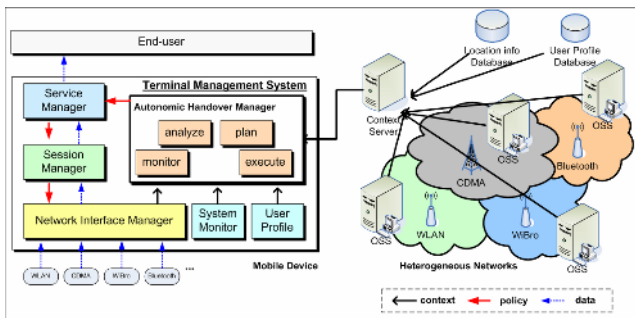 End-user
Location info
Database
User Profile
Database
Terminal Management System
Service
Manager
Autonomic Handover Manager
analyze
plan
monitor
execute
Session
Manager
Network Interface Manager
System
Monitor
User
Profile
Mobile Device
WLAN
CDMA
WiBro
Bluetooth
...
Context
Server
OSS
OSS
Bluetooth
CDMA
WLAN
WiBro
OSS
OSS
Heterogeneous Networks
context
policy
data